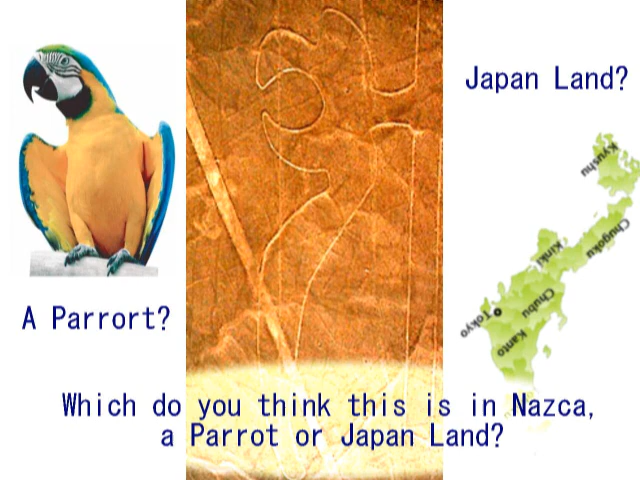 Japan Land?
Kyushu
Chugoku
Kinki
Chubu
Tokyo
Kanto
A Parrort?
Which do you think this is in Nazca,
a Parrot or Japan Land?